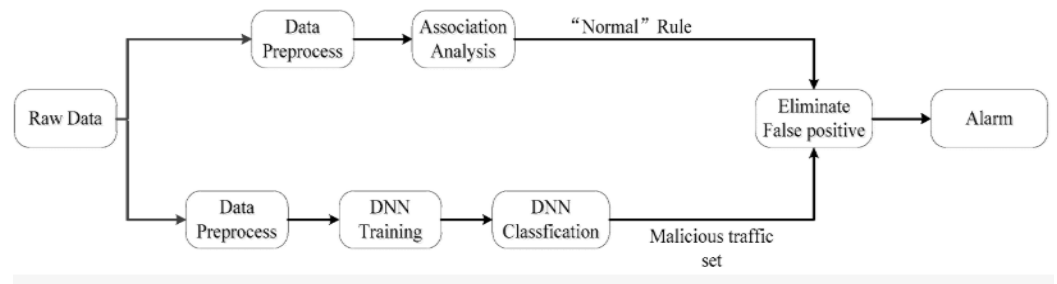 Data
Preprocess
Association
Analysis
“Normal” Rule
Raw Data
Eliminate
False positive
Alarm
Data
Preprocess
DNN
Training
DNN
Classfication
Malicious traffic
set